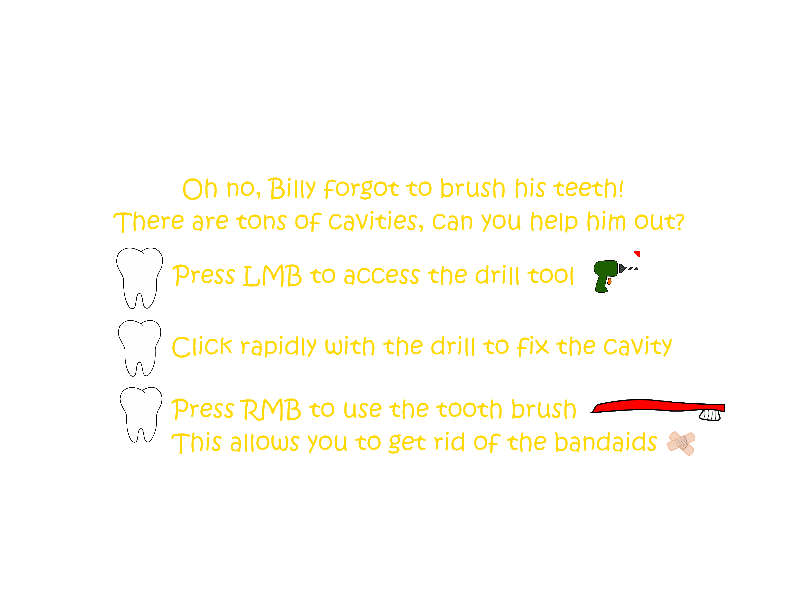 Oh no, Billy forgot to brush his teeth!
There are tons of cavities, can you help him out?
Press LMB to access the drill tool
Click rapidly with the drill to fix the cavity
Press RMB to use the tooth brush
This allows you to get rid of the bandaids